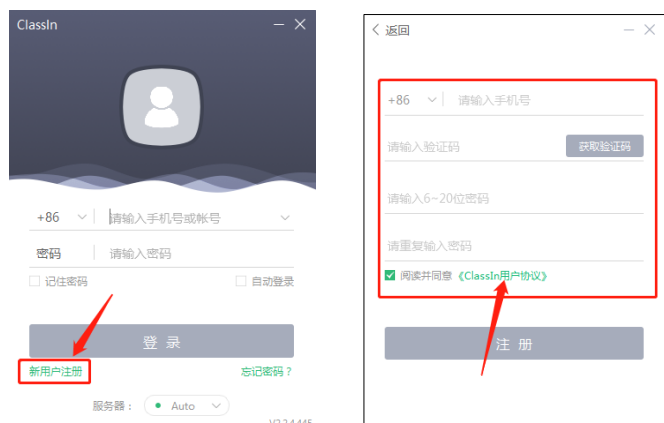 ClassIn
+86 请输入手机号或帐号
密码 请输入密码
记住密码 自动登录
登 录
新用户注册 忘记密码？
服务器： Auto
返回
+86 请输入手机号
请输入验证码 获取验证码
请输入6~20位密码
请重复输入密码
阅读并同意《ClassIn用户协议》
注 册